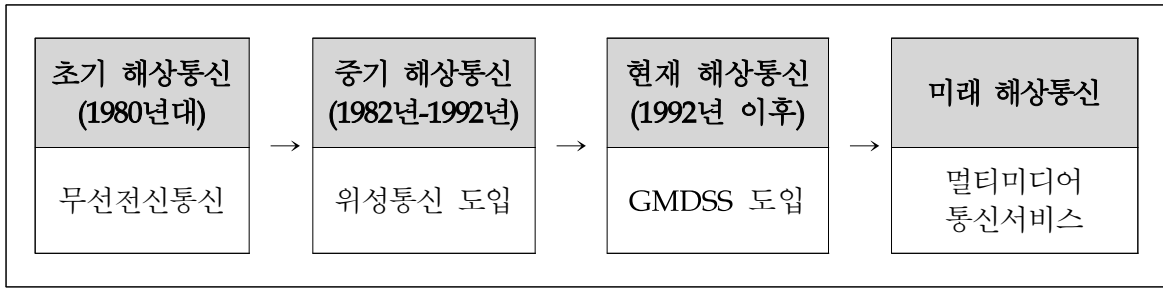 초기 해상통신
(1980년대)
무선전신통신
→
중기 해상통신
(1982년-1992년)
위성통신 도입
→
현재 해상통신
(1992년 이후)
GMDSS 도입
→
미래 해상통신
멀티미디어
통신서비스